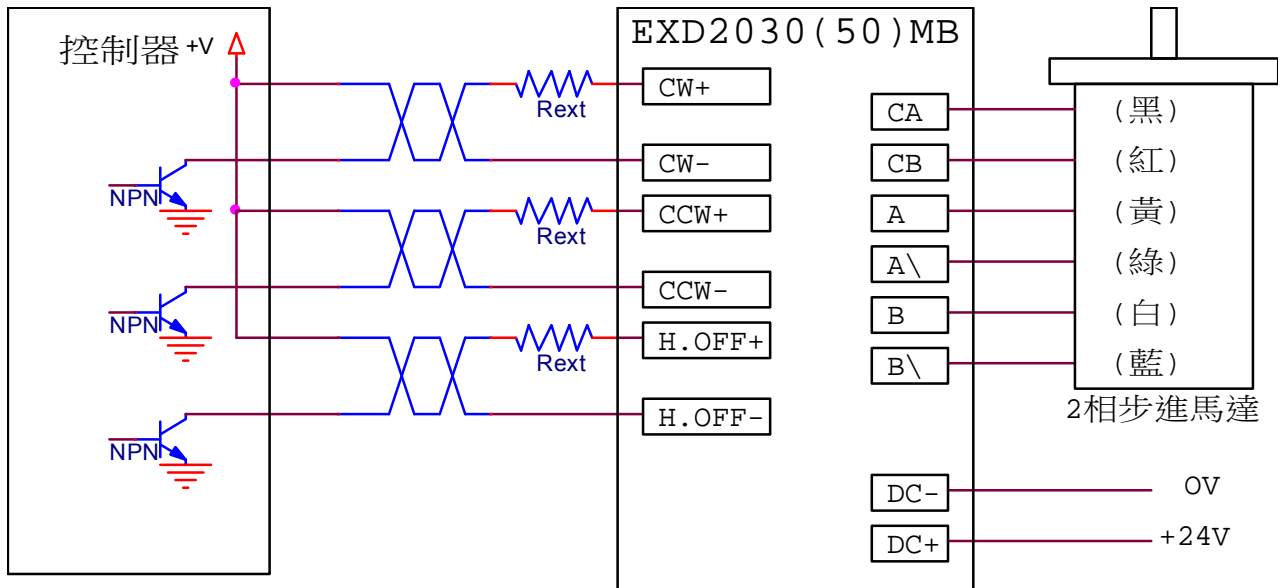 控制器 +V
NPN
NPN
NPN
Rext
Rext
Rext
EXD2030(50)MB
CW+
CW-
CCW+
CCW-
H.OFF+
H.OFF-
CA
CB
A
A\
B
B\
DC-
DC+
(黑)
(紅)
(黃)
(綠)
(白)
(藍)
2相步進馬達
0V
+24V